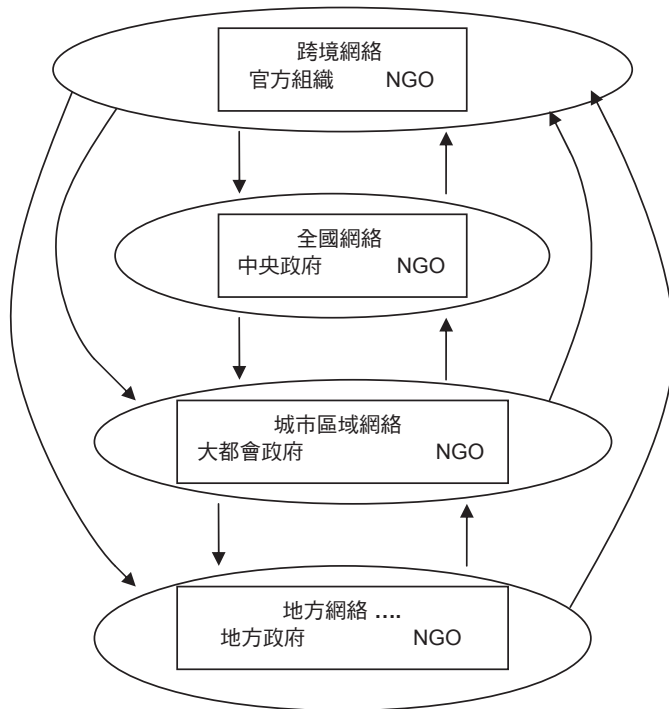 跨境網絡
官方組織 NGO
全國網絡
中央政府 NGO
城市區域網絡
大都會政府 NGO
地方網絡 ....
地方政府 NGO